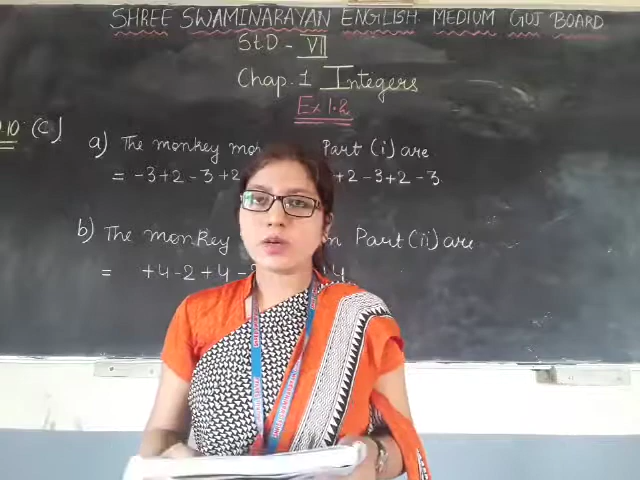 SHREE SWAMINARAYAN ENGLISH MEDIUM GUJ BOARD
StD - VII
Chap. 1 Integers
Ex 1.2
.10 (c)
a) The monkey Part (i) are
= -3+2-3+2 +2-3+2-3
b) The monkey Part (ii) are
= +4-2+4-